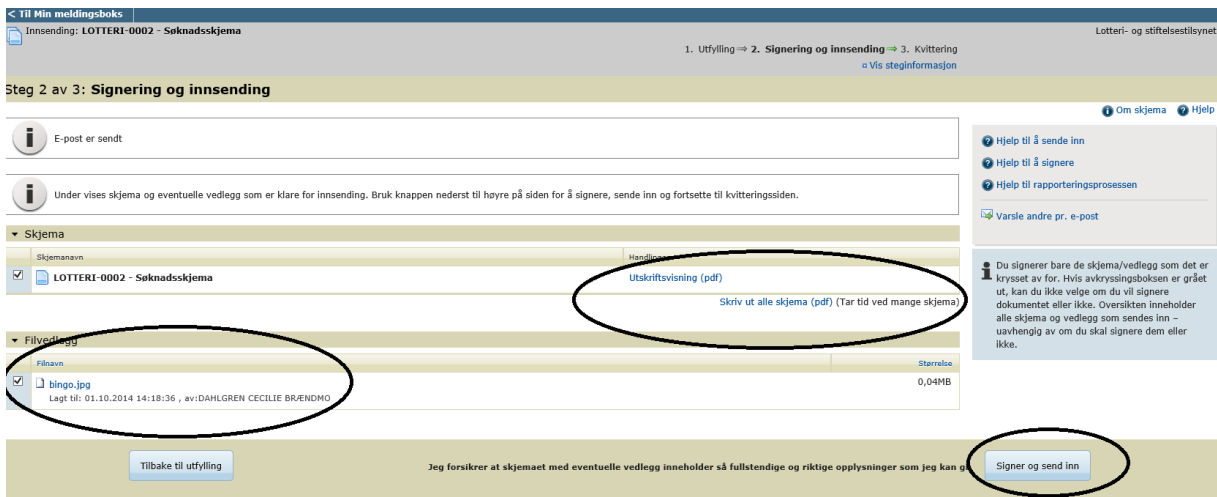 < Til Min meldingsboks
Innsending: LOTTERI-0002 - Søknadsskjema
Lotteri- og stiftelsestilsynet
1. Utfylling ⇒ 2. Signering og innsending ⇒ 3. Kvittering
¤ Vis steginformasjon
Steg 2 av 3: Signering og innsending
Om skjema
Hjelp
E-post er sendt
Under vises skjema og eventuelle vedlegg som er klare for innsending. Bruk knappen nederst til høyre på siden for å signere, sende inn og fortsette til kvitteringssiden.
Hjelp til å sende inn
Hjelp til å signere
Hjelp til rapporteringsprosessen
Varsle andre pr. e-post
Skjema
Skjemanavn
LOTTERI-0002 - Søknadsskjema
Utskriftsvisning (pdf)
Skriv ut alle skjema (pdf) (Tar tid ved mange skjema)
Du signerer bare de skjema/vedlegg som det er
krysset av for. Hvis avkryssingsboksen er grået
ut, kan du ikke velge om du vil signere
dokumentet eller ikke. Oversikten inneholder
alle skjema og vedlegg som sendes inn –
uavhengig av om du skal signere dem eller
ikke.
Filvedlegg
Filnavn
Størrelse
bingo.jpg
0,04MB
Lagt til: 01.10.2014 14:18:36 , av:DAHLGREN CECILIE BRÆNDMO
Tilbake til utfylling
Jeg forsikrer at skjemaet med eventuelle vedlegg inneholder så fullstendige og riktige opplysninger som jeg kan
Signer og send inn